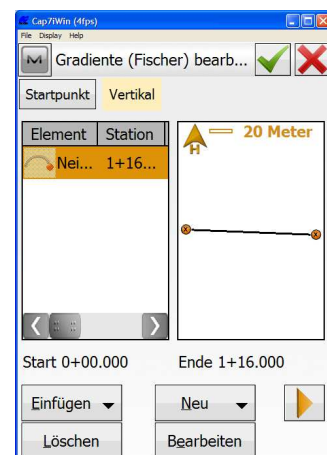 Cap7iWin (4fps)
File Display Help
Gradiente (Fischer) bearb...
Startpunkt Vertikal
Element Station
Nei... 1+16...
20 Meter
H
Start 0+00.000 Ende 1+16.000
Einfügen Neu
Löschen Bearbeiten